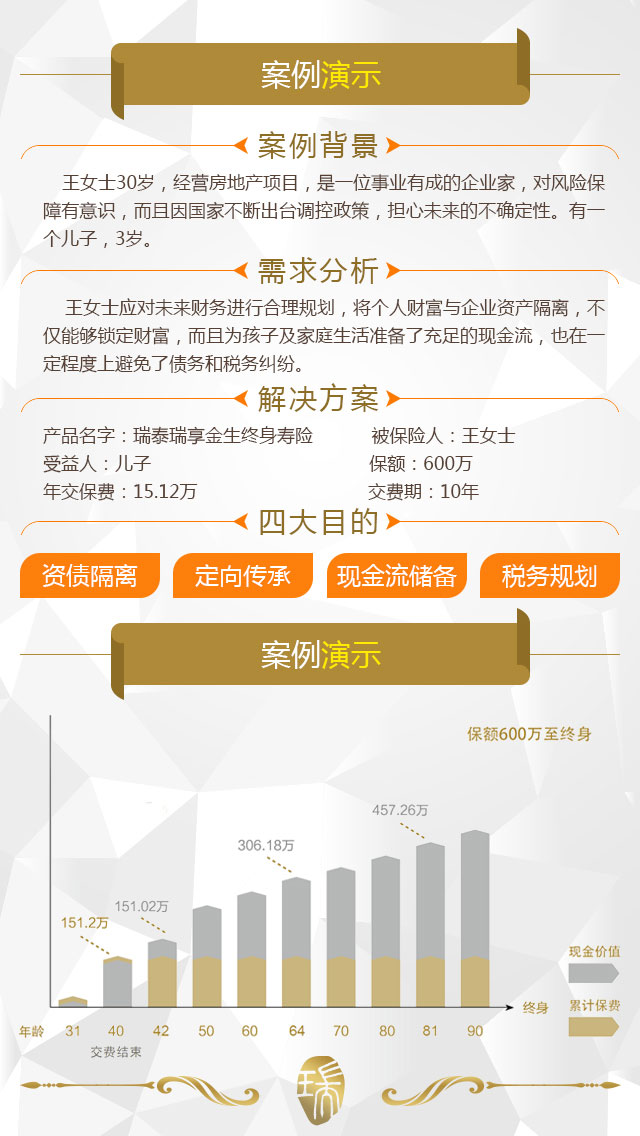 案例演示
案例背景
王女士30岁，经营房地产项目，是一位事业有成的企业家，对风险保
障有意识，而且因国家不断出台调控政策，担心未来的不确定性。有一
个儿子，3岁。
需求分析
王女士应对未来财务进行合理规划，将个人财富与企业资产隔离，不
仅能够锁定财富，而且为孩子及家庭生活准备了充足的现金流，也在一
定程度上避免了债务和税务纠纷。
解决方案
产品名字：瑞泰瑞享金生终身寿险 被保险人：王女士
受益人：儿子 保额：600万
年交保费：15.12万 交费期：10年
四大目的
资债隔离 定向传承 现金流储备 税务规划
案例演示
保额600万至终身
457.26万
306.18万
151.02万
151.2万
现金价值
累计保费
终身
年龄 31 40 42 50 60 64 70 80 81 90
交费结束
瑞